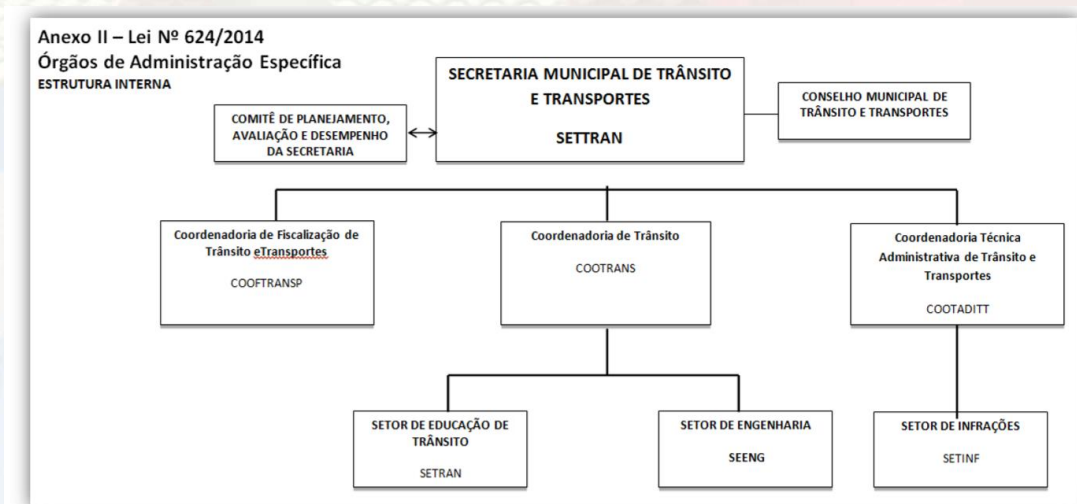 Anexo II – Lei Nº 624/2014
Órgãos de Administração Específica
ESTRUTURA INTERNA
SECRETARIA MUNICIPAL DE TRÂNSITO
E TRANSPORTES
SETTRAN
COMITÊ DE PLANEJAMENTO,
AVALIAÇÃO E DESEMPENHO
DA SECRETARIA
CONSELHO MUNICIPAL DE
TRÂNSITO E TRANSPORTES
Coordenadoria de Fiscalização de
Trânsito eTransportes
COOFTRANSP
Coordenadoria de Trânsito
COOTRANS
Coordenadoria Técnica
Administrativa de Trânsito e
Transportes
COOTADITT
SETOR DE EDUCAÇÃO DE
TRÂNSITO
SETRAN
SETOR DE ENGENHARIA
SEENG
SETOR DE INFRAÇÕES
SETINF